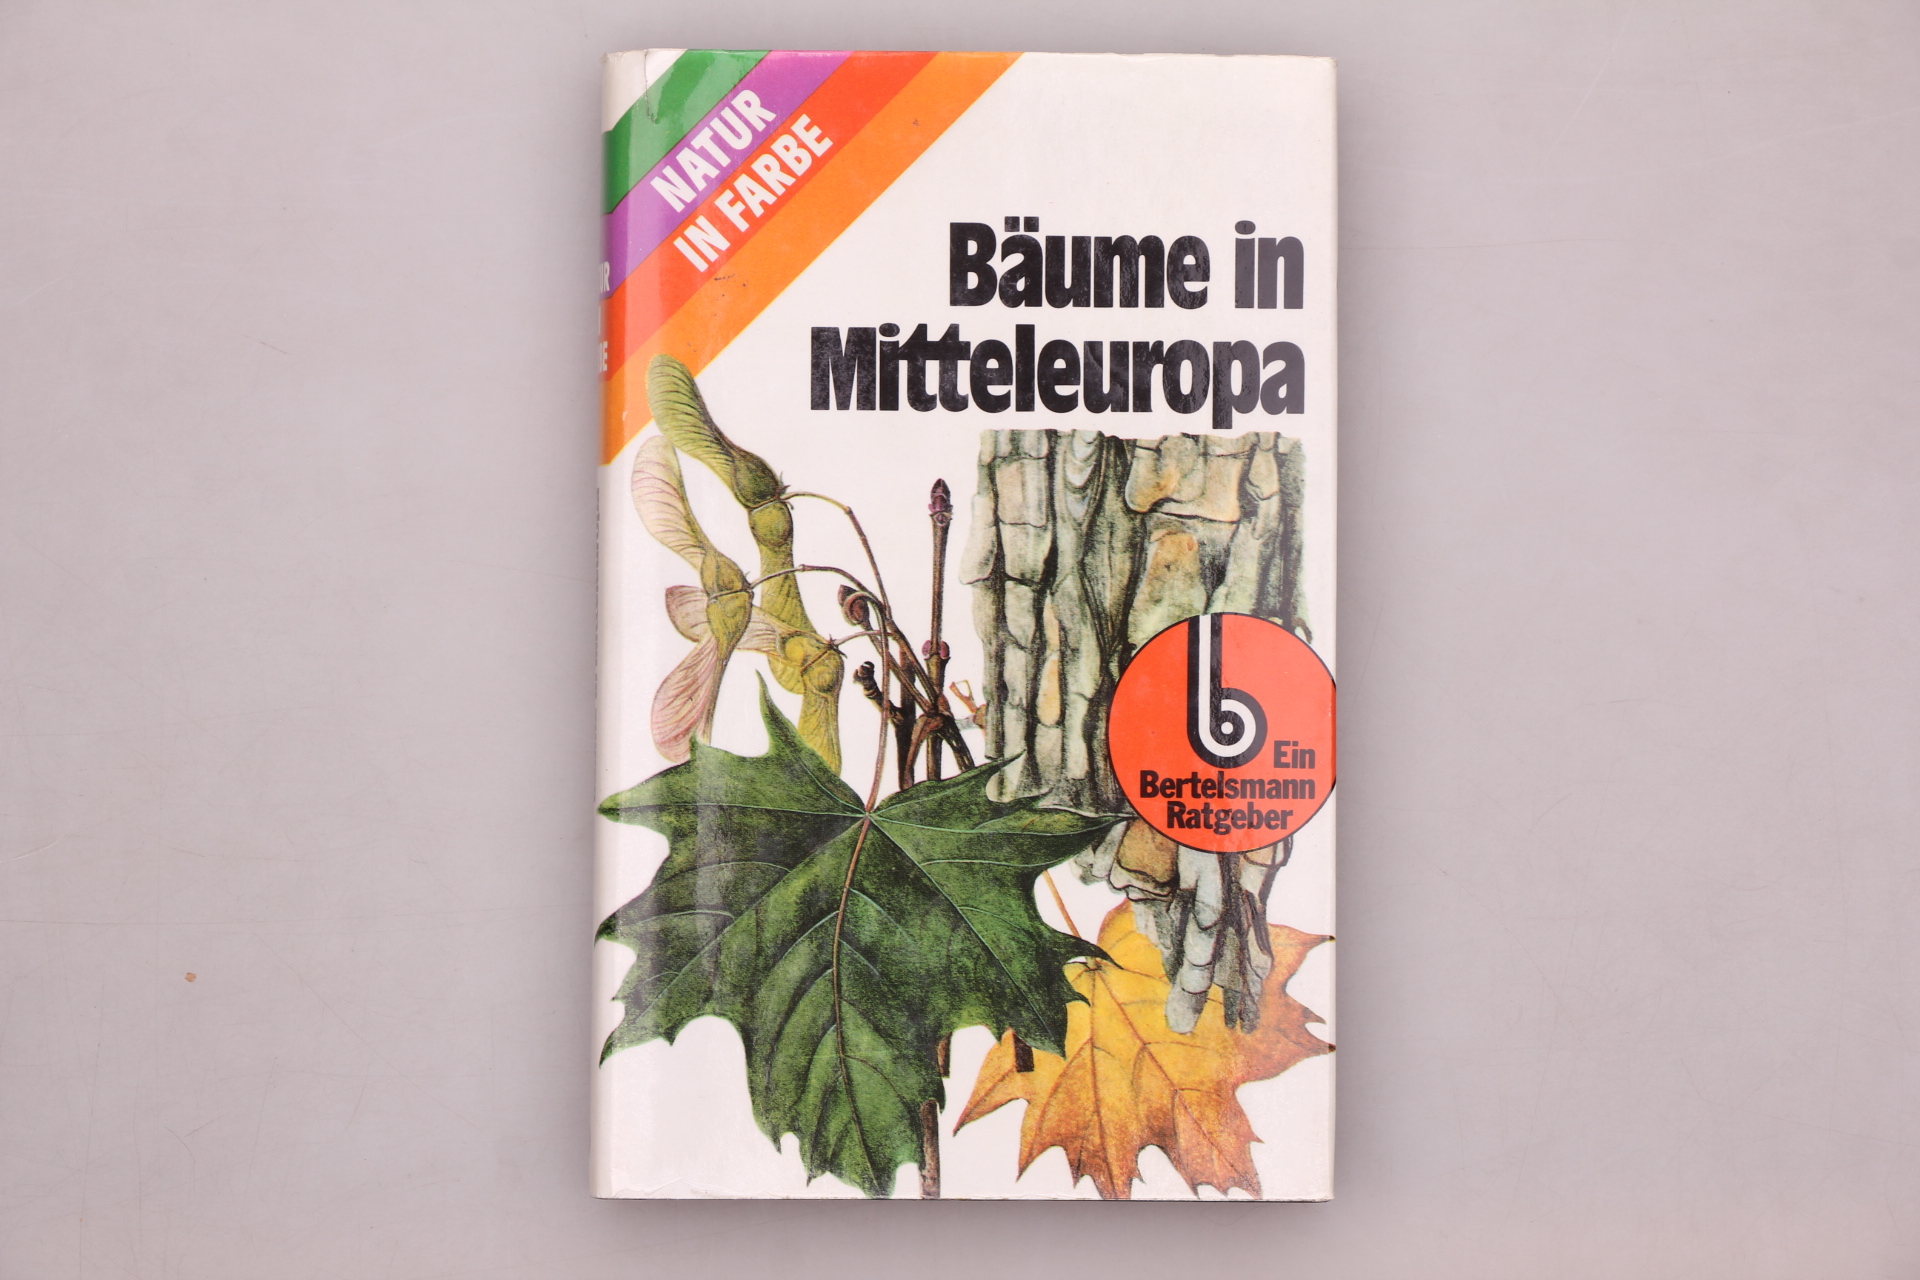 NATUR
IN FARBE
Bäume in
Mitteleuropa
b
Ein
Bertelsmann
Ratgeber